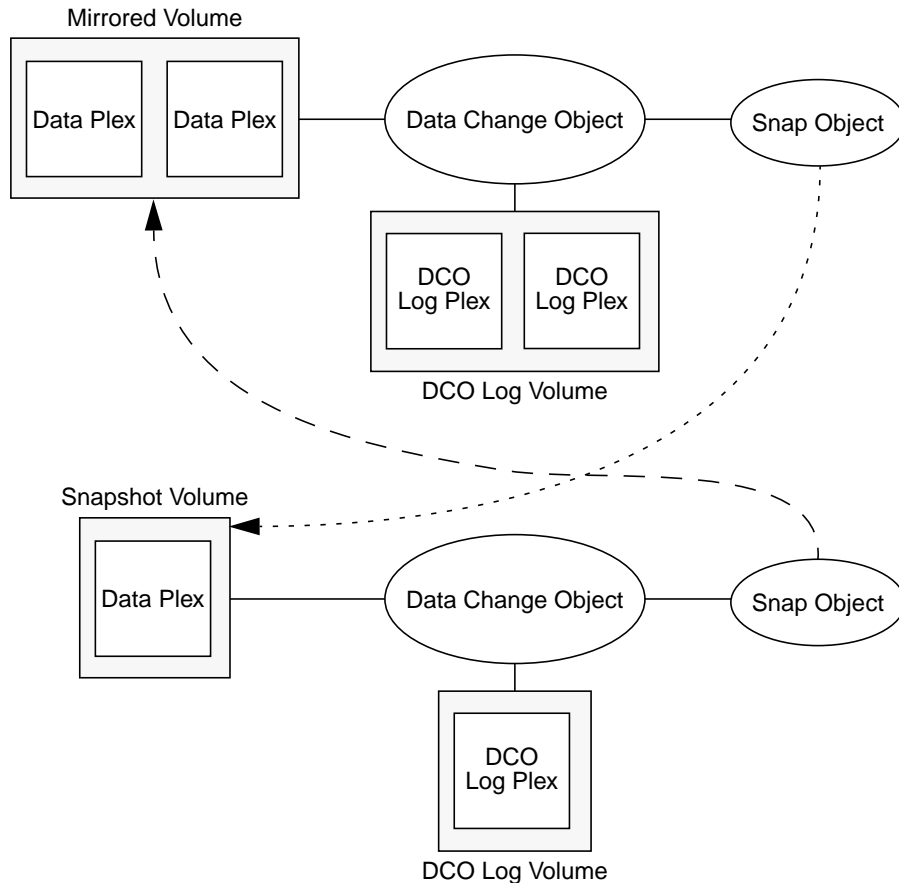 Mirrored Volume
Data Plex
Data Plex
Data Change Object
Snap Object
DCO
Log Plex
DCO
Log Plex
DCO Log Volume
Snapshot Volume
Data Plex
Data Change Object
Snap Object
DCO
Log Plex
DCO Log Volume